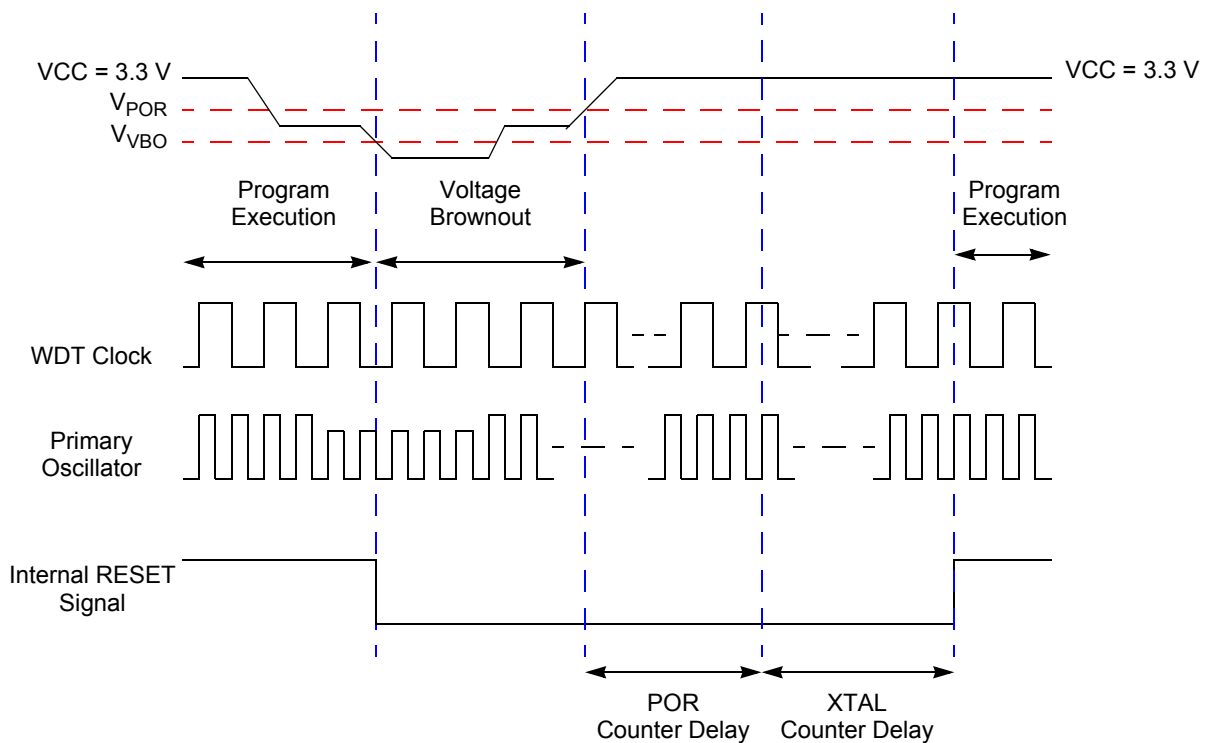 VCC = 3.3 V
VCC = 3.3 V
VPOR
VVBO
Program
Execution
Voltage
Brownout
Program
Execution
WDT Clock
Primary
Oscillator
Internal RESET
Signal
POR
Counter Delay
XTAL
Counter Delay